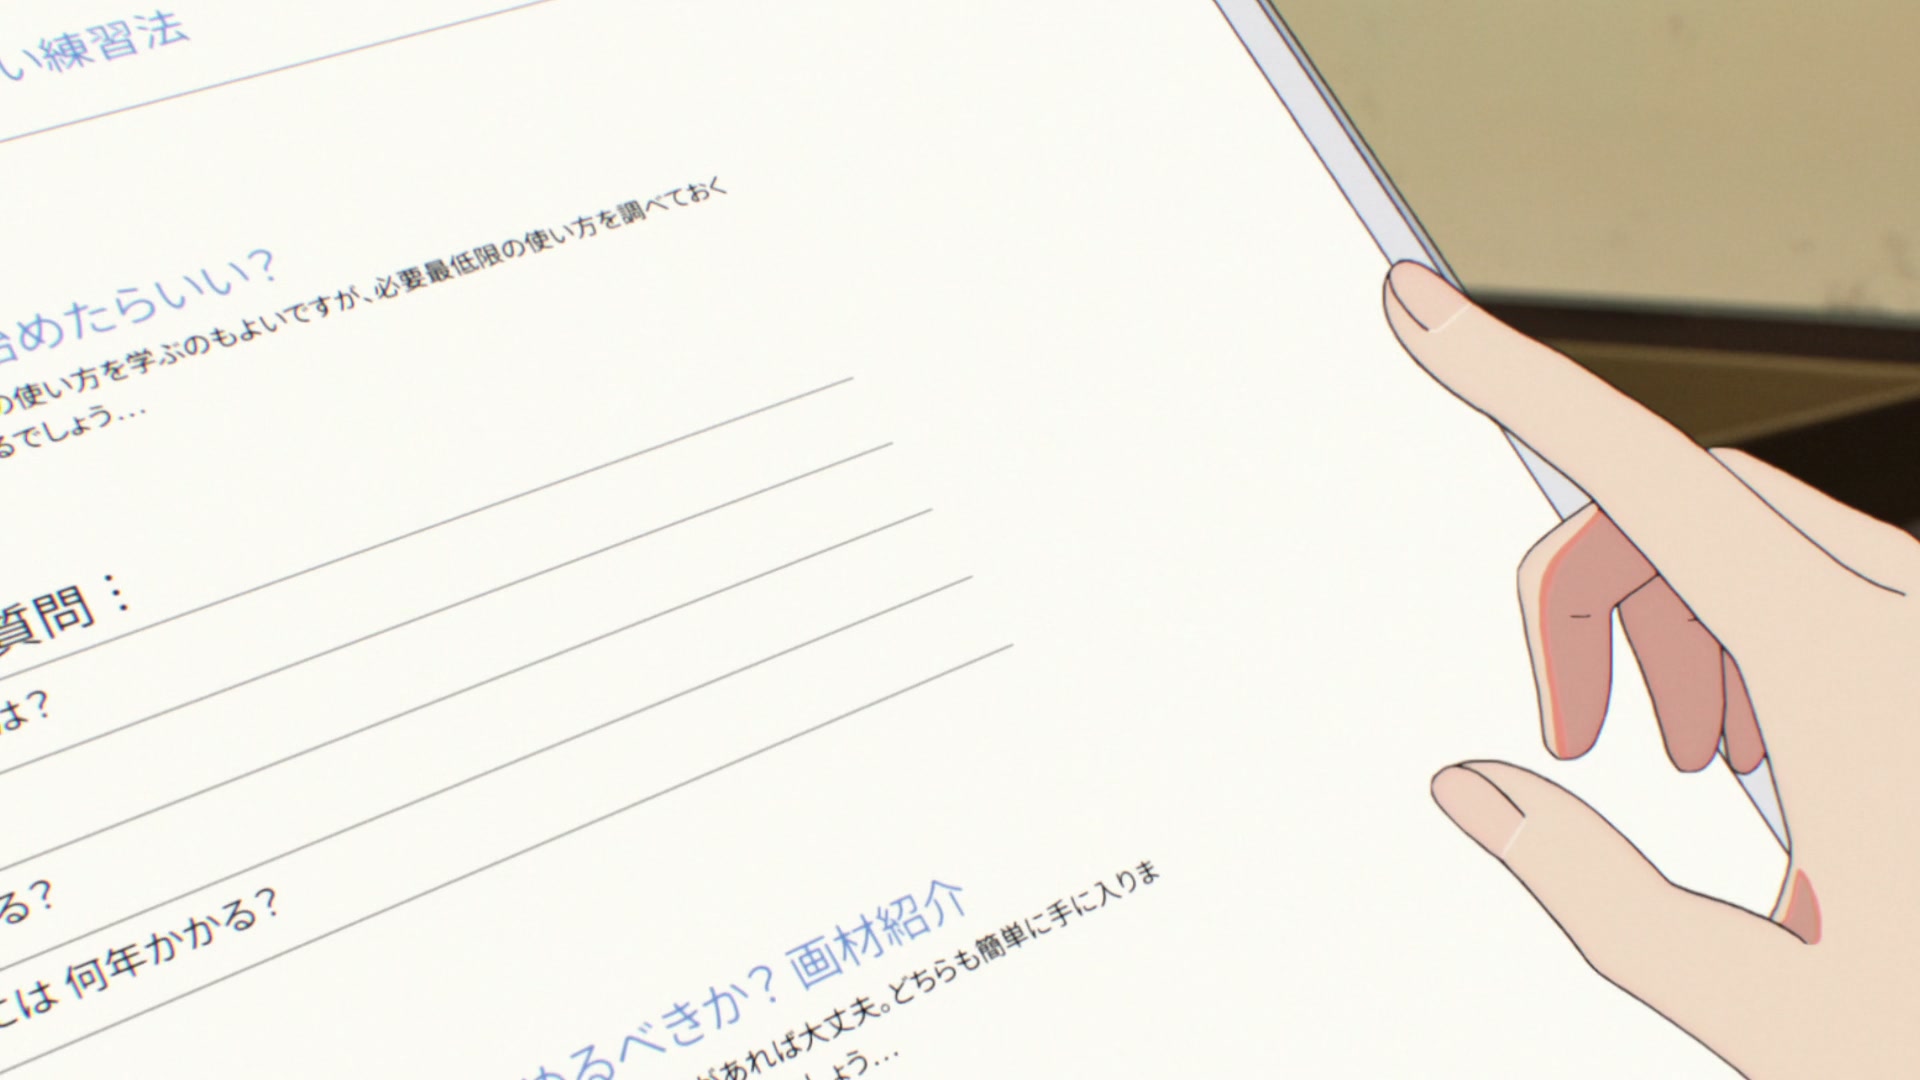 い練習法
始めたらいい？
の使い方を学ぶのもよいですが、必要最低限の使い方を調べておく
るでしょう…
質問：
は？
る？
には 何年かかる？
めるべきか？ 画材紹介
があれば大丈夫。どちらも簡単に手に入りま
しょう…